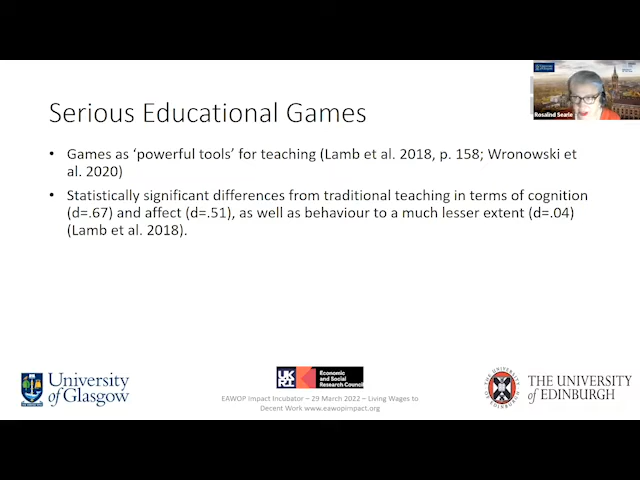 Serious Educational Games
Rosalind Searle
• Games as ‘powerful tools’ for teaching (Lamb et al. 2018, p. 158; Wronowski et
al. 2020)
• Statistically significant differences from traditional teaching in terms of cognition
(d=.67) and affect (d=.51), as well as behaviour to a much lesser extent (d=.04)
(Lamb et al. 2018).
University
of Glasgow
UK
RI
Economic
and Social
Research Council
EAWOP Impact Incubator – 29 March 2022 – Living Wages to
Decent Work www.eawopimpact.org
THE UNIVERSITY
of EDINBURGH